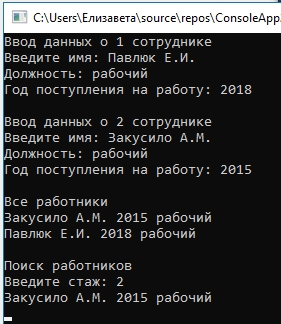 C:\Users\Елизавета\source\repos\ConsoleApp
Ввод данных о 1 сотруднике
Введите имя: Павлюк Е.И.
Должность: рабочий
Год поступления на работу: 2018
Ввод данных о 2 сотруднике
Введите имя: Закусило А.М.
Должность: рабочий
Год поступления на работу: 2015
Все работники
Закусило А.М. 2015 рабочий
Павлюк Е.И. 2018 рабочий
Поиск работников
Введите стаж: 2
Закусило А.М. 2015 рабочий